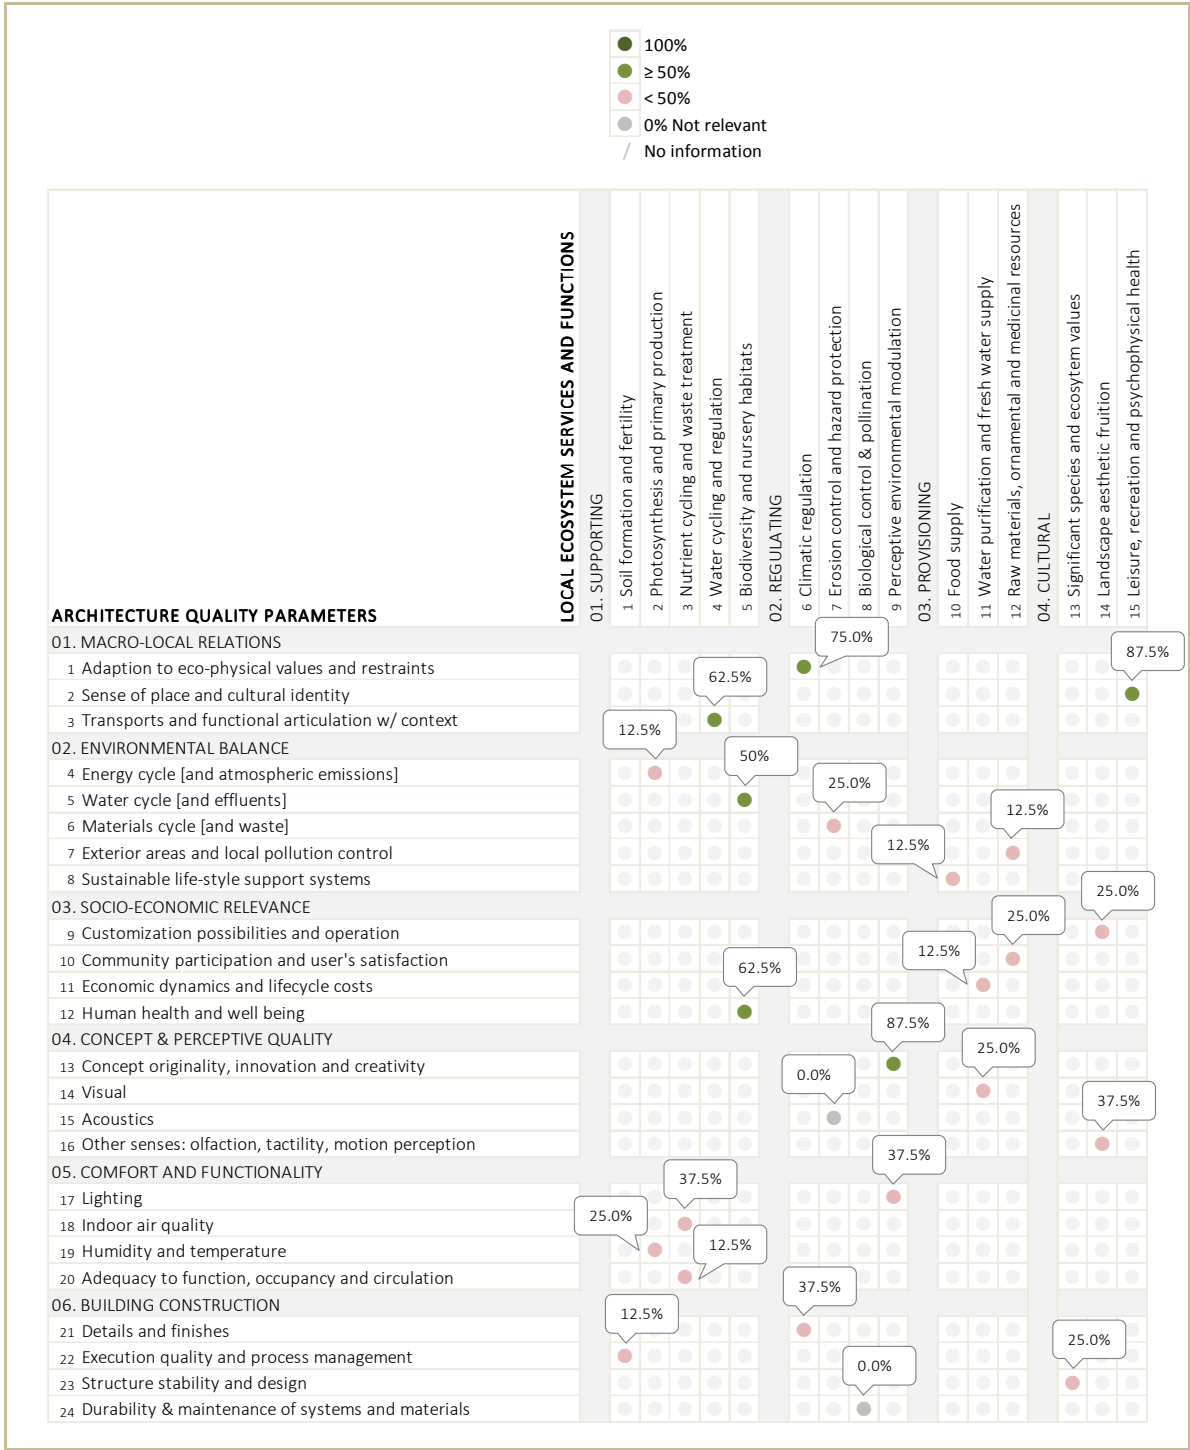 100%
≥ 50%
< 50%
0% Not relevant
/ No information
LOCAL ECOSYSTEM SERVICES AND FUNCTIONS
01. SUPPORTING
1 Soil formation and fertility
2 Photosynthesis and primary production
3 Nutrient cycling and waste treatment
4 Water cycling and regulation
5 Biodiversity and nursery habitats
02. REGULATING
6 Climatic regulation
7 Erosion control and hazard protection
8 Biological control & pollination
9 Perceptive environmental modulation
03. PROVISIONING
10 Food supply
11 Water purification and fresh water supply
12 Raw materials, ornamental and medicinal resources
04. CULTURAL
13 Significant species and ecosytem values
14 Landscape aesthetic fruition
15 Leisure, recreation and psychophysical health
ARCHITECTURE QUALITY PARAMETERS
01. MACRO-LOCAL RELATIONS
75.0%
1 Adaption to eco-physical values and restraints
87.5%
2 Sense of place and cultural identity
62.5%
3 Transports and functional articulation w/ context
12.5%
02. ENVIRONMENTAL BALANCE
50%
4 Energy cycle [and atmospheric emissions]
25.0%
5 Water cycle [and effluents]
12.5%
6 Materials cycle [and waste]
12.5%
7 Exterior areas and local pollution control
8 Sustainable life-style support systems
25.0%
03. SOCIO-ECONOMIC RELEVANCE
25.0%
9 Customization possibilities and operation
12.5%
10 Community participation and user's satisfaction
62.5%
11 Economic dynamics and lifecycle costs
12 Human health and well being
87.5%
04. CONCEPT & PERCEPTIVE QUALITY
25.0%
13 Concept originality, innovation and creativity
0.0%
14 Visual
37.5%
15 Acoustics
16 Other senses: olfaction, tactility, motion perception
37.5%
05. COMFORT AND FUNCTIONALITY
37.5%
17 Lighting
25.0%
18 Indoor air quality
12.5%
19 Humidity and temperature
20 Adequacy to function, occupancy and circulation
37.5%
06. BUILDING CONSTRUCTION
12.5%
21 Details and finishes
25.0%
22 Execution quality and process management
0.0%
23 Structure stability and design
24 Durability & maintenance of systems and materials